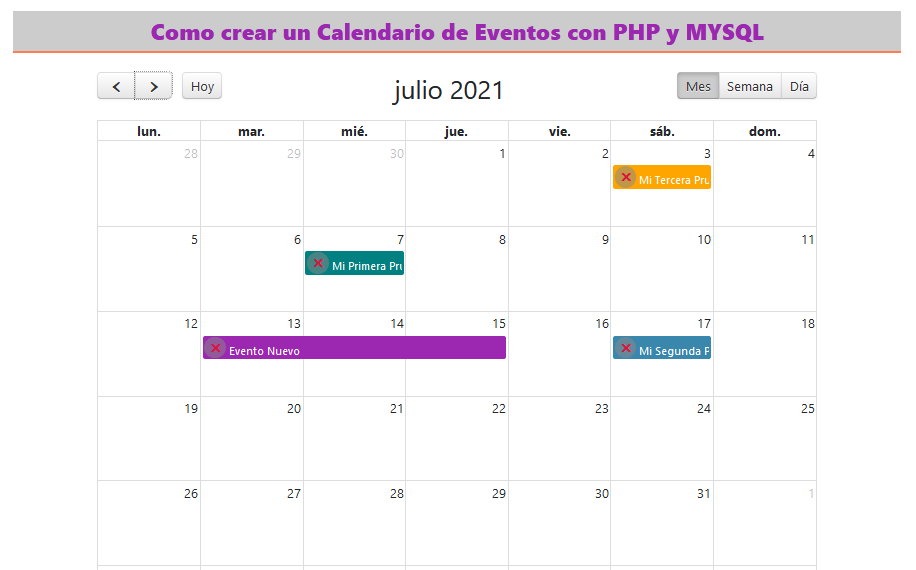 Como crear un Calendario de Eventos con PHP y MYSQL
Hoy
julio 2021
Mes Semana Día
lun. mar. mié. jue. vie. sáb. dom.
28 29 30 1 2 3 4
Mi Tercera Pru
5 6 7 8 9 10 11
Mi Primera Pru
12 13 14 15 16 17 18
Evento Nuevo
Mi Segunda P
19 20 21 22 23 24 25
26 27 28 29 30 31 1